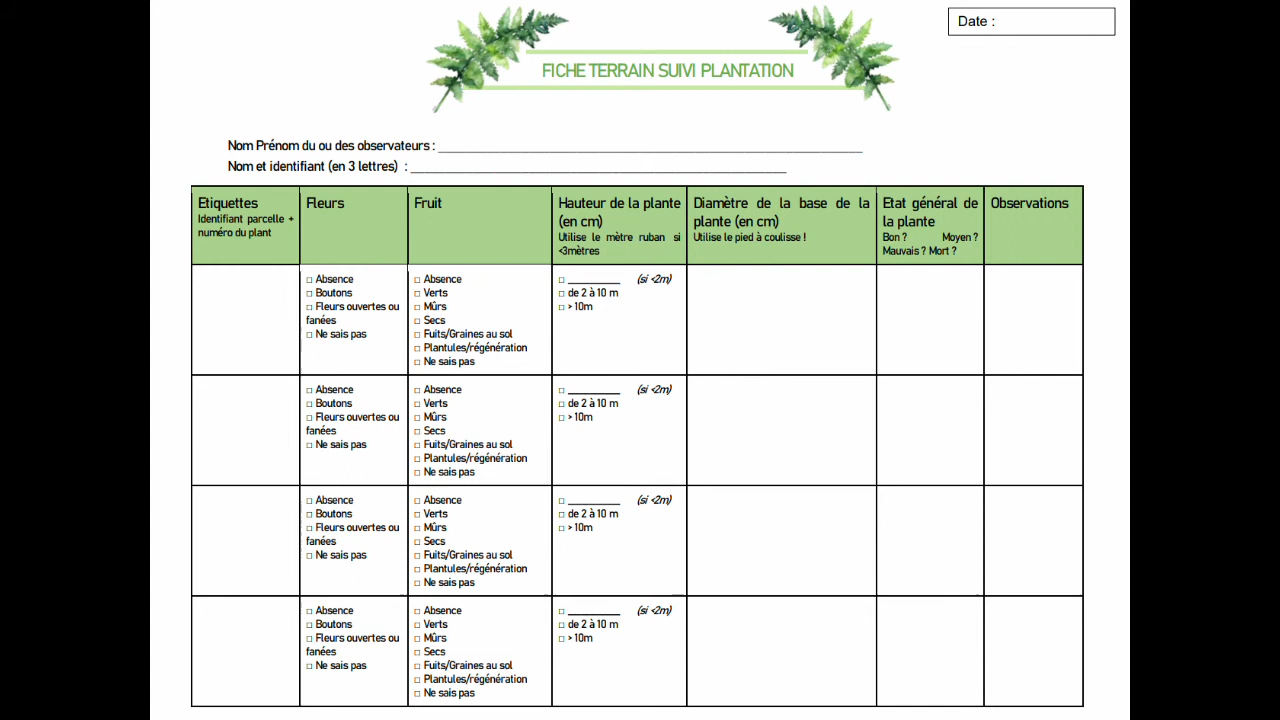 Date :
FICHE TERRAIN SUIVI PLANTATION
Nom Prénom du ou des observateurs : ____________________
Nom et identifiant (en 3 lettres)  : ____________________
Etiquettes
Identifiant parcelle +
numéro du plant
Fleurs
Fruit
Hauteur de la plante
(en cm)
Utilise le mètre ruban si
<3mètres
Diamètre de la base de la
plante (en cm)
Utilise le pied à coulisse !
Etat général de
la plante
Bon ? Moyen ?
Mauvais ? Mort ?
Observations
□ Absence
□ Boutons
□ Fleurs ouvertes ou
fanées
□ Ne sais pas
□ Absence
□ Verts
□ Mûrs
□ Secs
□ Fuits/Graines au sol
□ Plantules/régénération
□ Ne sais pas
□ __________ (si <2m)
□ de 2 à 10 m
□ > 10m
□ Absence
□ Boutons
□ Fleurs ouvertes ou
fanées
□ Ne sais pas
□ Absence
□ Verts
□ Mûrs
□ Secs
□ Fuits/Graines au sol
□ Plantules/régénération
□ Ne sais pas
□ __________ (si <2m)
□ de 2 à 10 m
□ > 10m
□ Absence
□ Boutons
□ Fleurs ouvertes ou
fanées
□ Ne sais pas
□ Absence
□ Verts
□ Mûrs
□ Secs
□ Fuits/Graines au sol
□ Plantules/régénération
□ Ne sais pas
□ __________ (si <2m)
□ de 2 à 10 m
□ > 10m
□ Absence
□ Boutons
□ Fleurs ouvertes ou
fanées
□ Ne sais pas
□ Absence
□ Verts
□ Mûrs
□ Secs
□ Fuits/Graines au sol
□ Plantules/régénération
□ Ne sais pas
□ __________ (si <2m)
□ de 2 à 10 m
□ > 10m